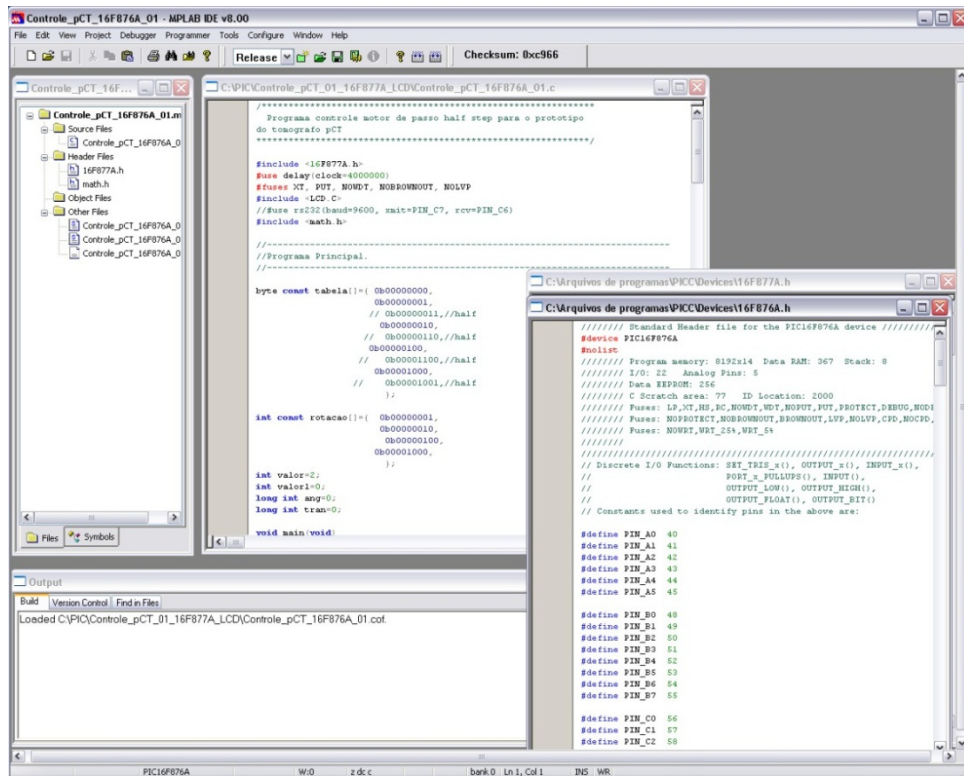 Controle_pCT_16F876A_01 - MPLAB IDE v8.00
File Edit View Project Debugger Programmer Tools Configure Window Help
Release Checksum: 0xc966
Controle_pCT_16F...
Controle_pCT_16F876A_01.m
Source Files
Controle_pCT_16F876A_0
Header Files
16F877A.h
math.h
Object Files
Other Files
Controle_pCT_16F876A_0
Controle_pCT_16F876A_0
Controle_pCT_16F876A_0
Files Symbols
C:\PIC\Controle_pCT_01_16F877A_LCD\Controle_pCT_16F876A_01.c
Programa controle motor de passo half step para o prototipo
do tomografo pCT
#include <16F877A.h>
#use delay(clock=4000000)
#fuses XT, PUT, NOWDT, NOBROWNOUT, NOLVP
#include <LCD.C>
//#use rs232(baud=9600, xmit=PIN_C7, rcv=PIN_C6)
#include <math.h>
//Programa Principal.
byte const tabela[]={ 0b00000000,
0b00000001,
// 0b00000011,//half
0b00000010,
// 0b00000110,//half
0b00000100,
// 0b00001100,//half
0b00001000,
// 0b00001001,//half
};
int const rotacao[]={ 0b00000001,
0b00000010,
0b00000100,
0b00001000,
};
int valor=2;
int valor1=0;
long int ang=0;
long int tran=0;
void main(void)
C:\Arquivos de programas\PICC\Devices\16F877A.h
C:\Arquivos de programas\PICC\Devices\16F876A.h
//////// Standard Header file for the PIC16F876A device //////////
#device PIC16F876A
#nolist
//////// Program memory: 8192x14 Data RAM: 367 Stack: 8
//////// I/O: 22 Analog Pins: 5
//////// Data EEPROM: 256
//////// C Scratch area: 77 ID Location: 2000
//////// Fuses: LP,XT,HS,RC,NOWDT,WDT,NOPUT,PUT,PROTECT,DEBUG,NODE
//////// Fuses: NOPROTECT,NOBROWNOUT,BROWNOUT,LVP,NOLVP,CPD,NOCPD,
//////// Fuses: NOWRT,WRT_25%,WRT_5%
////////
// Discrete I/O Functions: SET_TRIS_x(), OUTPUT_x(), INPUT_x(),
// PORT_x_PULLUPS(), INPUT(),
// OUTPUT_LOW(), OUTPUT_HIGH(),
// OUTPUT_FLOAT(), OUTPUT_BIT()
// Constants used to identify pins in the above are:
#define PIN_A0 40
#define PIN_A1 41
#define PIN_A2 42
#define PIN_A3 43
#define PIN_A4 44
#define PIN_A5 45
#define PIN_B0 48
#define PIN_B1 49
#define PIN_B2 50
#define PIN_B3 51
#define PIN_B4 52
#define PIN_B5 53
#define PIN_B6 54
#define PIN_B7 55
#define PIN_C0 56
#define PIN_C1 57
#define PIN_C2 58
Output
Build Version Control Find in Files
Loaded C:\PIC\Controle_pCT_01_16F877A_LCD\Controle_pCT_16F876A_01.cof.
PIC16F876A W:0 z dc c bank 0 Ln 1, Col 1 INS WR